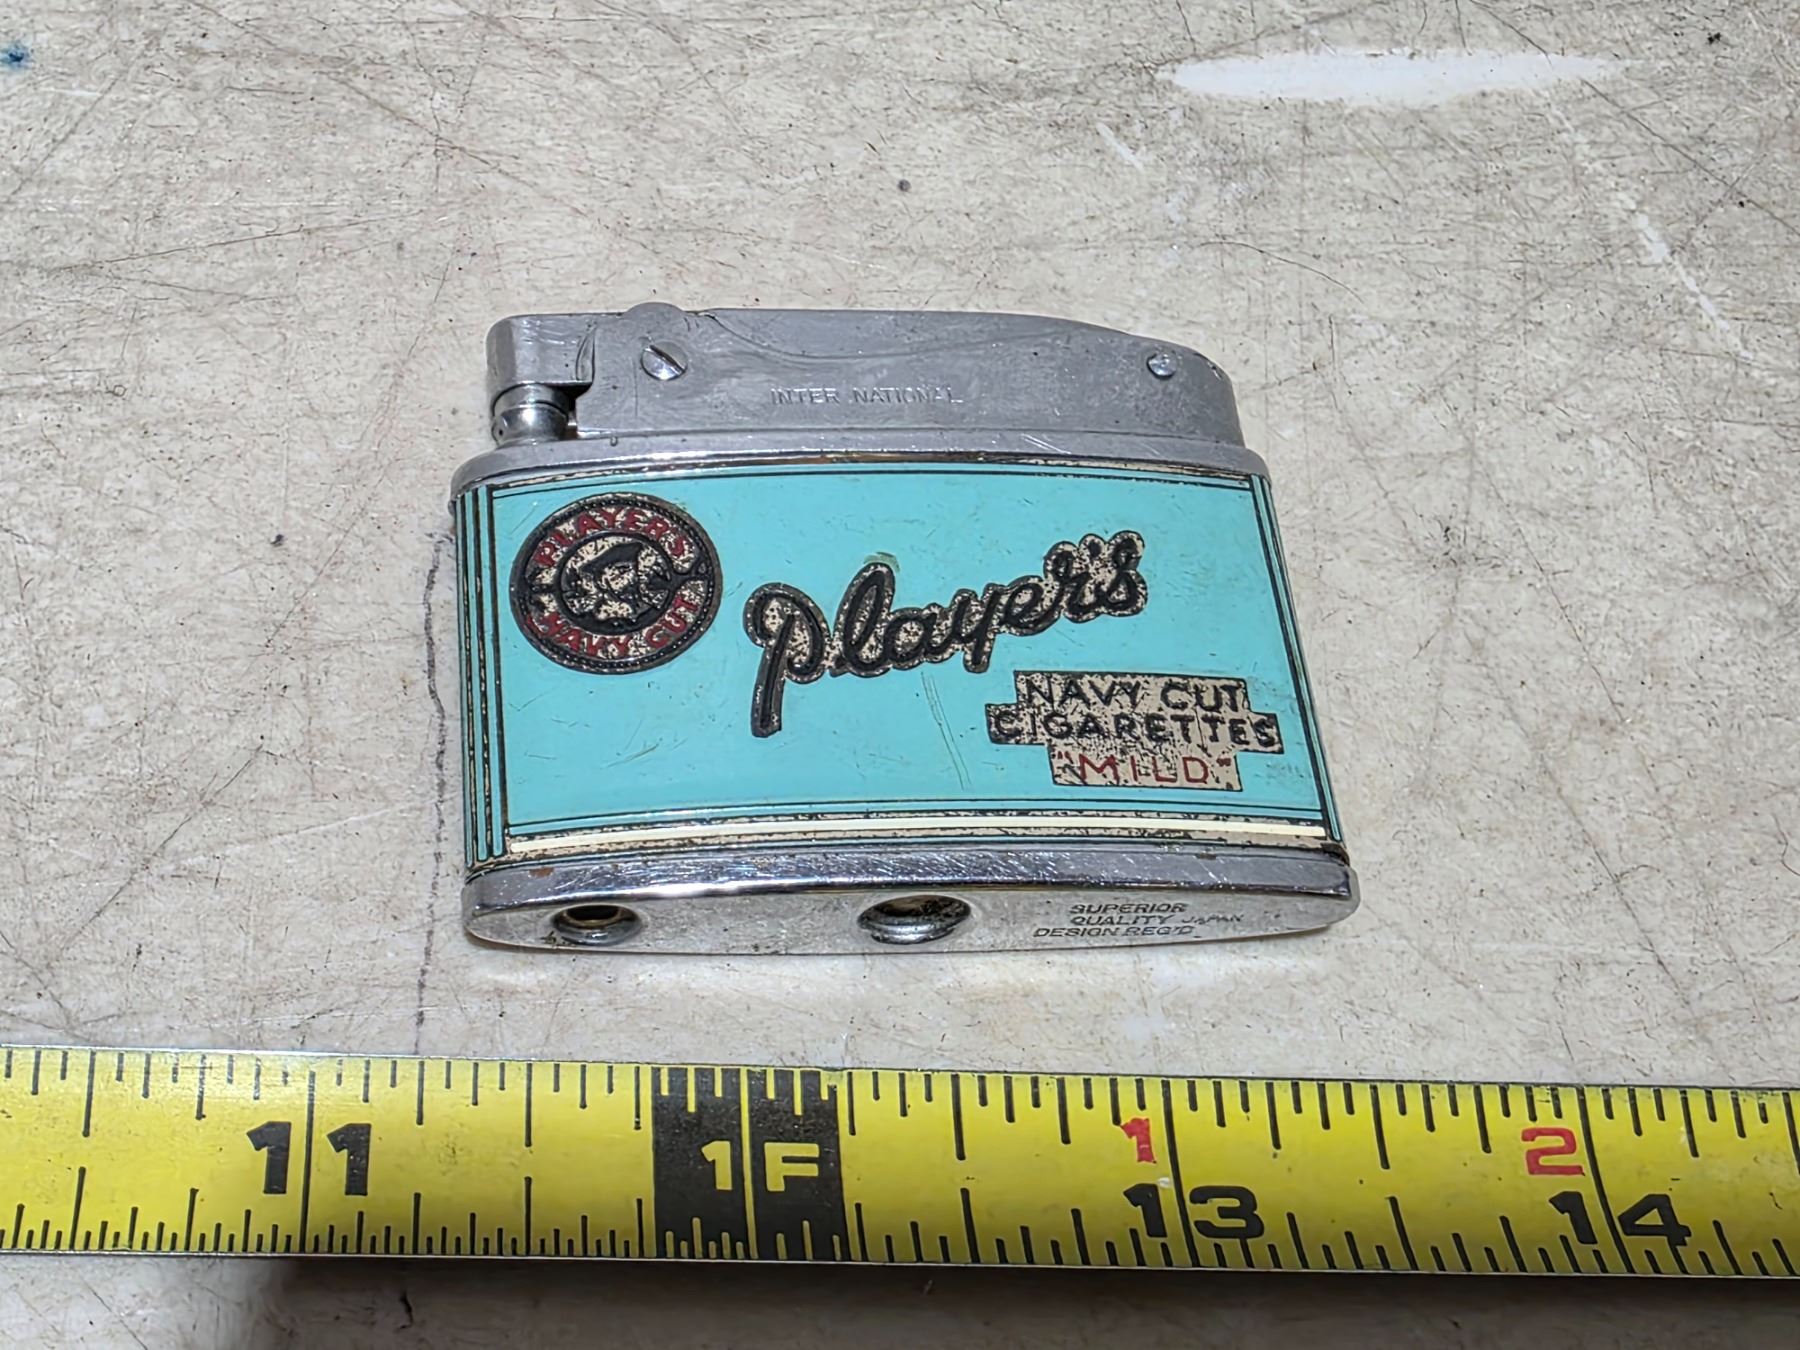 INTER NATIONAL
PLAYER'S
NAVY CUT
Player's
NAVY CUT
CIGARETTES
"MILD"
SUPERIOR
QUALITY JAPAN
DESIGN REG'D
11
1F
1
13
2
14